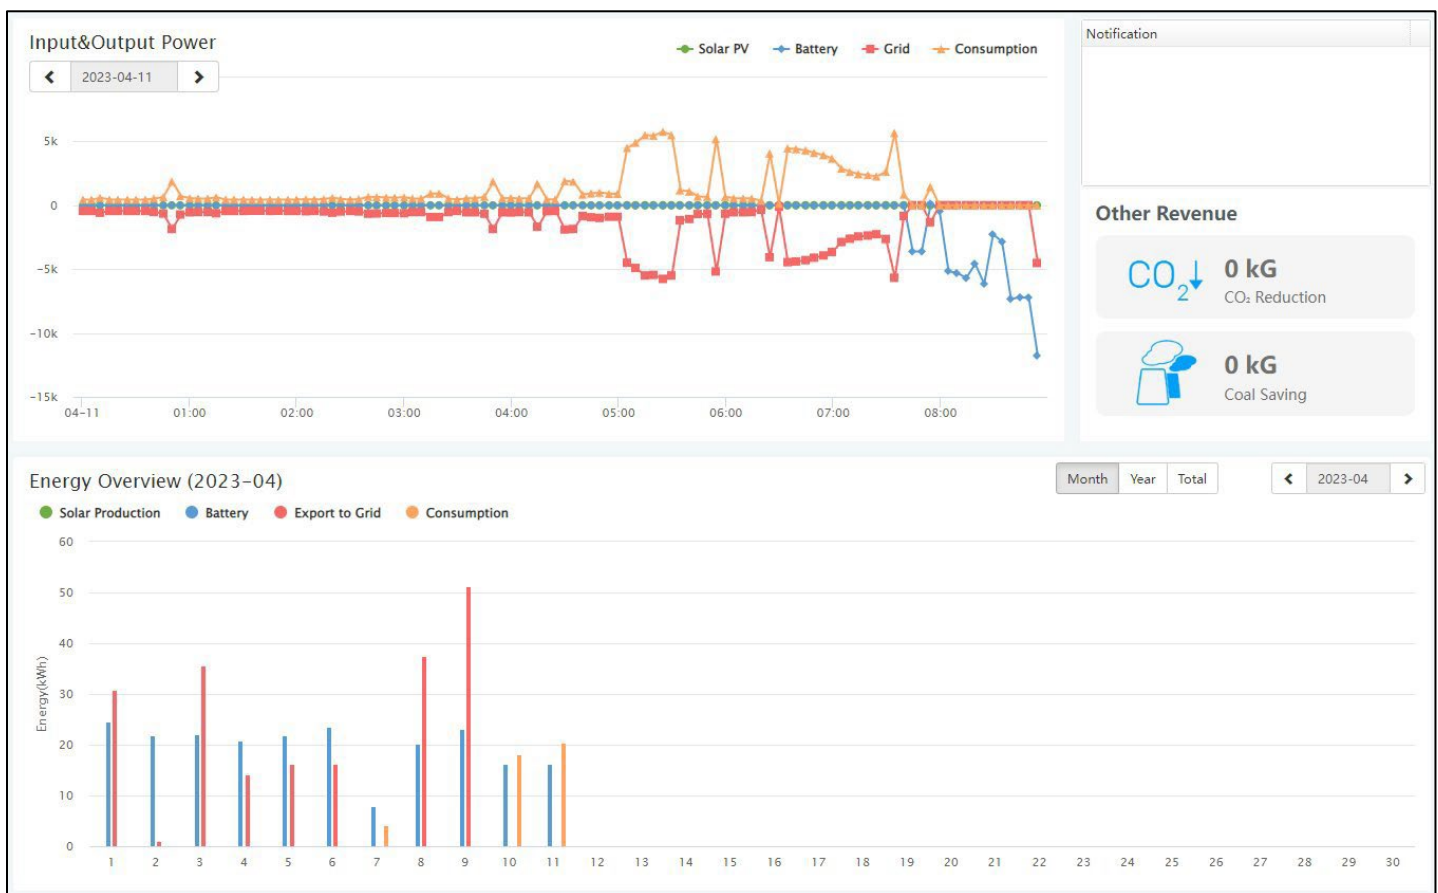 Input&Output Power
Solar PV Battery Grid Consumption
2023-04-11
5k
0
-5k
-10k
-15k
04-11 01:00 02:00 03:00 04:00 05:00 06:00 07:00 08:00
Notification
Other Revenue
CO2
0 kG
CO₂ Reduction
0 kG
Coal Saving
Energy Overview (2023-04)
Month Year Total
2023-04
Solar Production Battery Export to Grid Consumption
Energy(kWh)
60
50
40
30
20
10
0
1 2 3 4 5 6 7 8 9 10 11 12 13 14 15 16 17 18 19 20 21 22 23 24 25 26 27 28 29 30